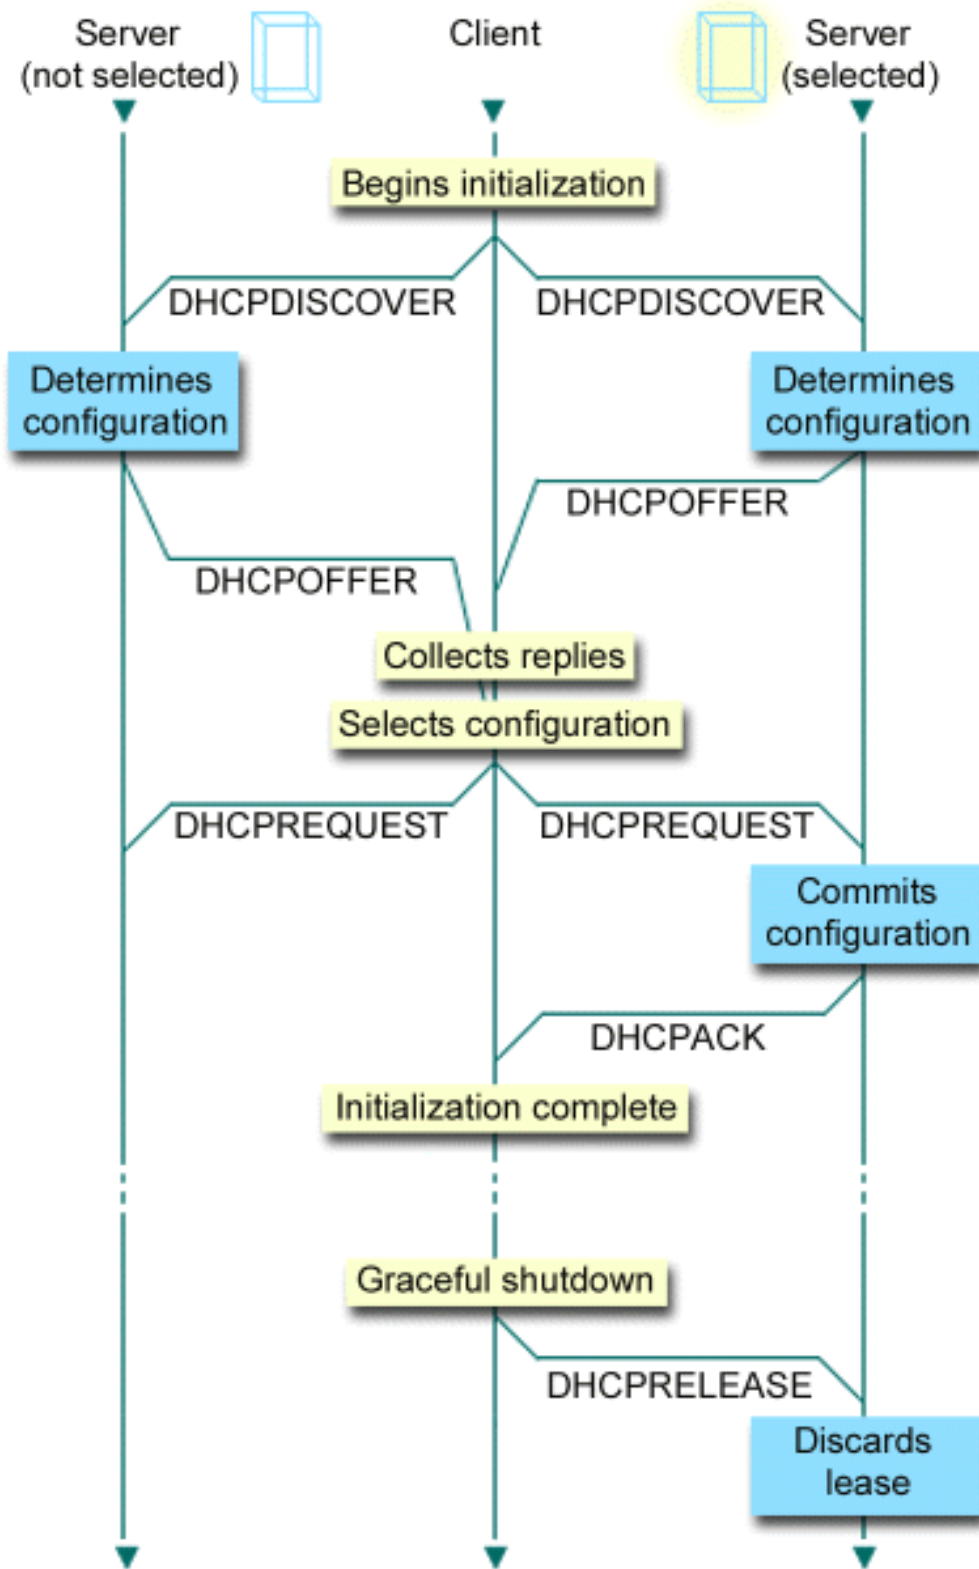 Server
(not selected)
Client
Server
(selected)
Begins initialization
DHCPDISCOVER
DHCPDISCOVER
Determines
configuration
Determines
configuration
DHCPOFFER
DHCPOFFER
Collects replies
Selects configuration
DHCPREQUEST
DHCPREQUEST
Commits
configuration
DHCPACK
Initialization complete
Graceful shutdown
DHCPRELEASE
Discards
lease